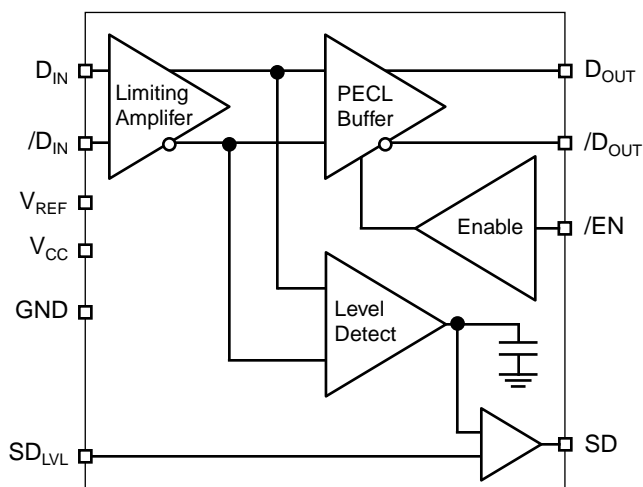 D_IN
/D_IN
V_REF
V_CC
GND
SD_LVL
Limiting
Amplifer
PECL
Buffer
Enable
Level
Detect
D_OUT
/D_OUT
/EN
SD